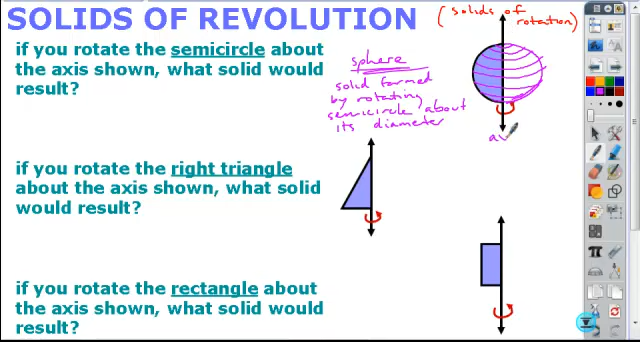 SOLIDS OF REVOLUTION
(solids of
rotation)
if you rotate the semicircle about
the axis shown, what solid would
result?
sphere
solid formed
by rotating
semicircle about
its diameter
if you rotate the right triangle
about the axis shown, what solid
would result?
if you rotate the rectangle about
the axis shown, what solid would
result?